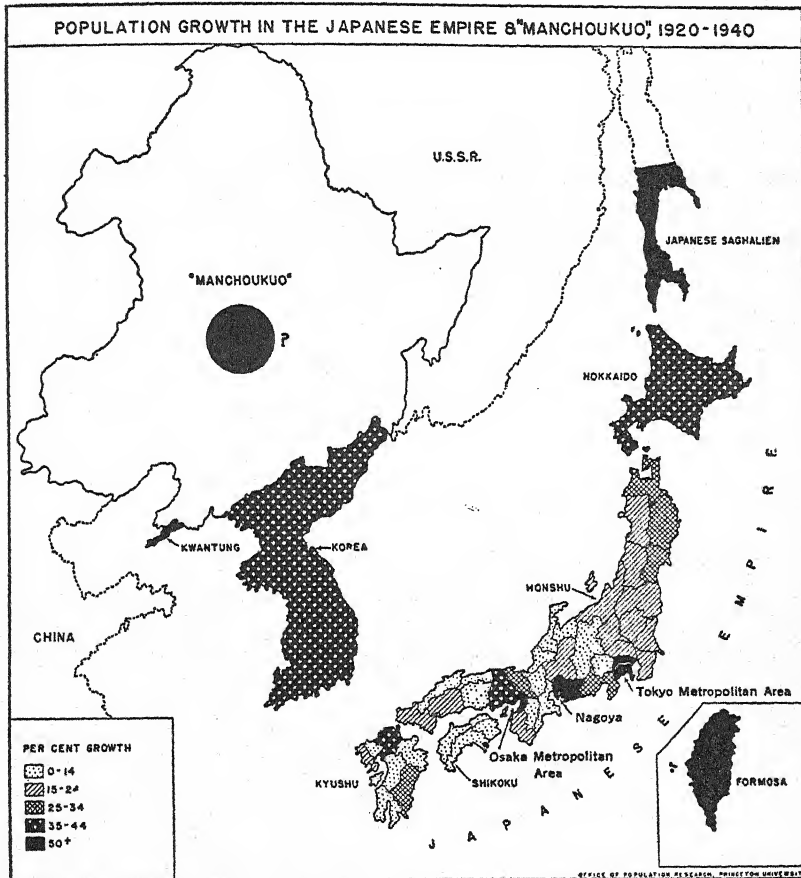 POPULATION GROWTH IN THE JAPANESE EMPIRE & "MANCHOUKUO", 1920-1940
U.S.S.R.
JAPANESE SAGHALIEN
"MANCHOUKUO"
?
HOKKAIDO
KWANTUNG
KOREA
HONSHU
CHINA
Tokyo Metropolitan Area
Nagoya
Osaka Metropolitan
Area
KYUSHU
SHIKOKU
FORMOSA
JAPANESE EMPIRE
PER CENT GROWTH
0-14
15-24
25-34
35-44
50+
OFFICE OF POPULATION RESEARCH, PRINCETON UNIVERSITY